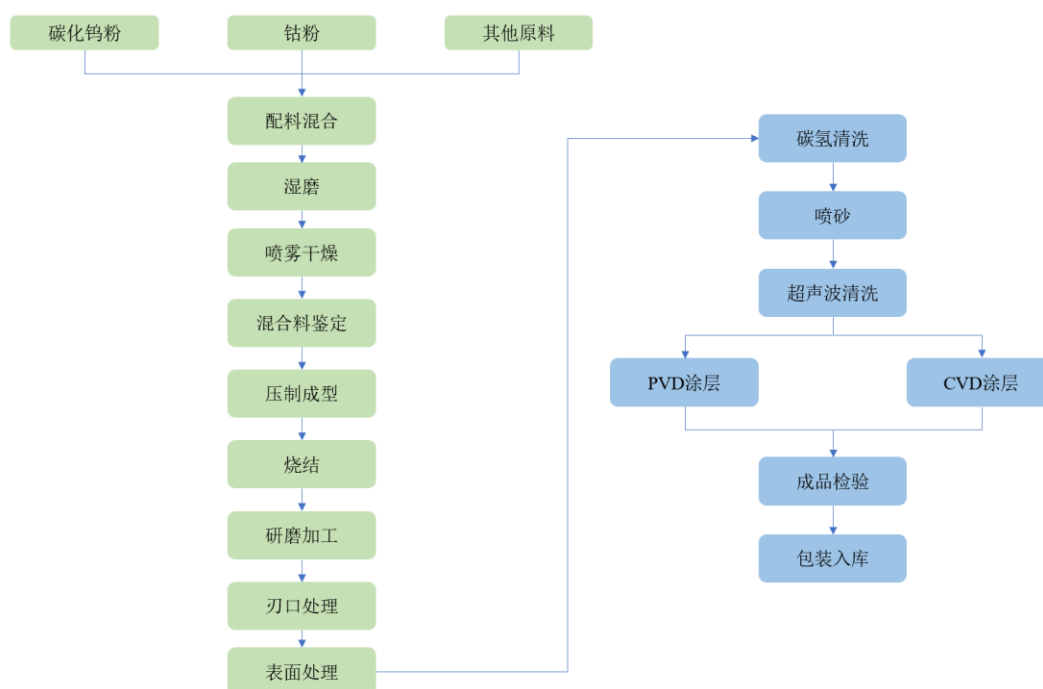 碳化钨粉
钴粉
其他原料
配料混合
湿磨
喷雾干燥
混合料鉴定
压制成型
烧结
研磨加工
刃口处理
表面处理
碳氢清洗
喷砂
超声波清洗
PVD涂层
CVD涂层
成品检验
包装入库